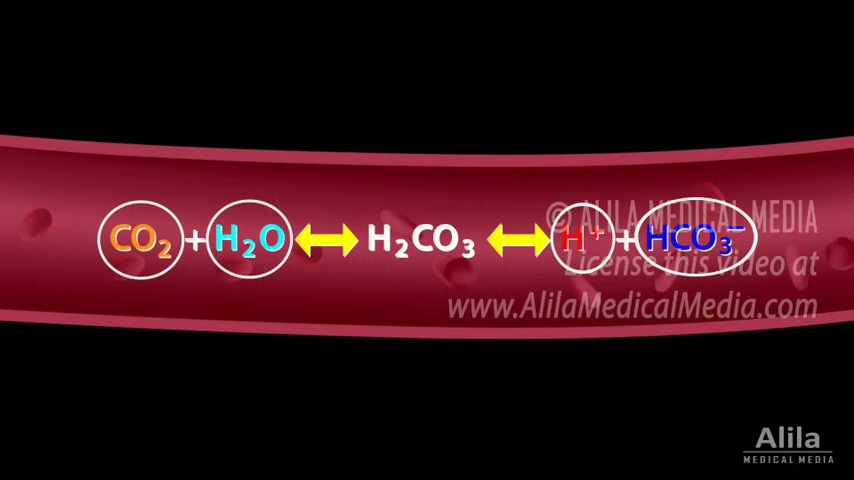 © ALILA MEDICAL MEDIA
CO₂ + H₂O ⟷ H₂CO₃ ⟷ H⁺ + HCO₃⁻
License this video at
www.AlilaMedicalMedia.com
Alila
MEDICAL MEDIA